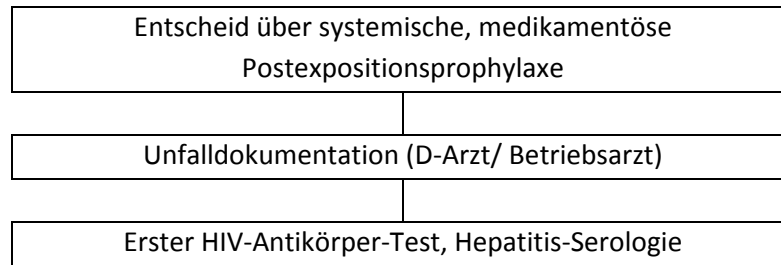 Entscheid über systemische, medikamentöse
Postexpositionsprophylaxe
Unfalldokumentation (D-Arzt/ Betriebsarzt)
Erster HIV-Antikörper-Test, Hepatitis-Serologie